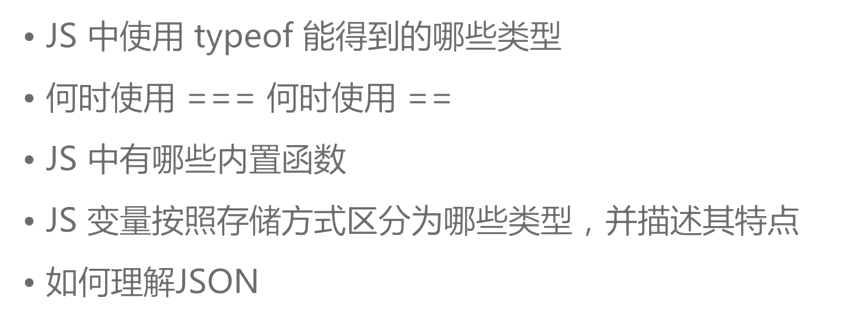 • JS 中使用 typeof 能得到的哪些类型
• 何时使用 === 何时使用 ==
• JS 中有哪些内置函数
• JS 变量按照存储方式区分为哪些类型，并描述其特点
• 如何理解JSON